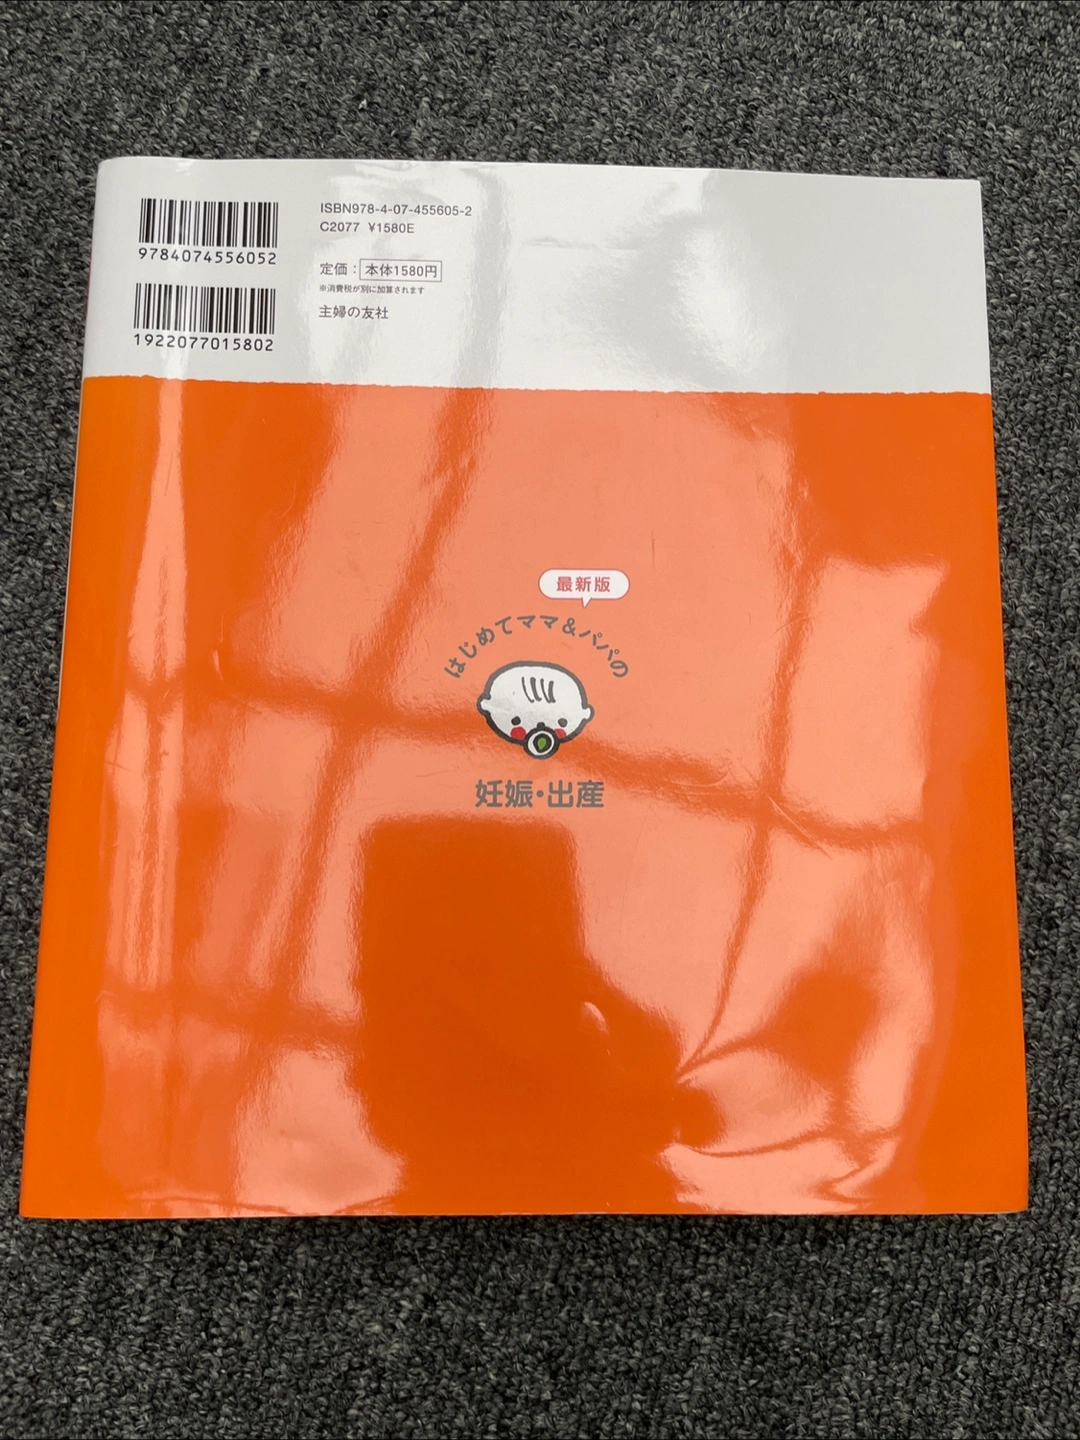 ISBN978-4-07-455605-2
C2077 ¥1580E
9784074556052
定価：本体1580円
※消費税が別に加算されます
主婦の友社
1922077015802
最新版
はじめてママ&パパの
妊娠・出産